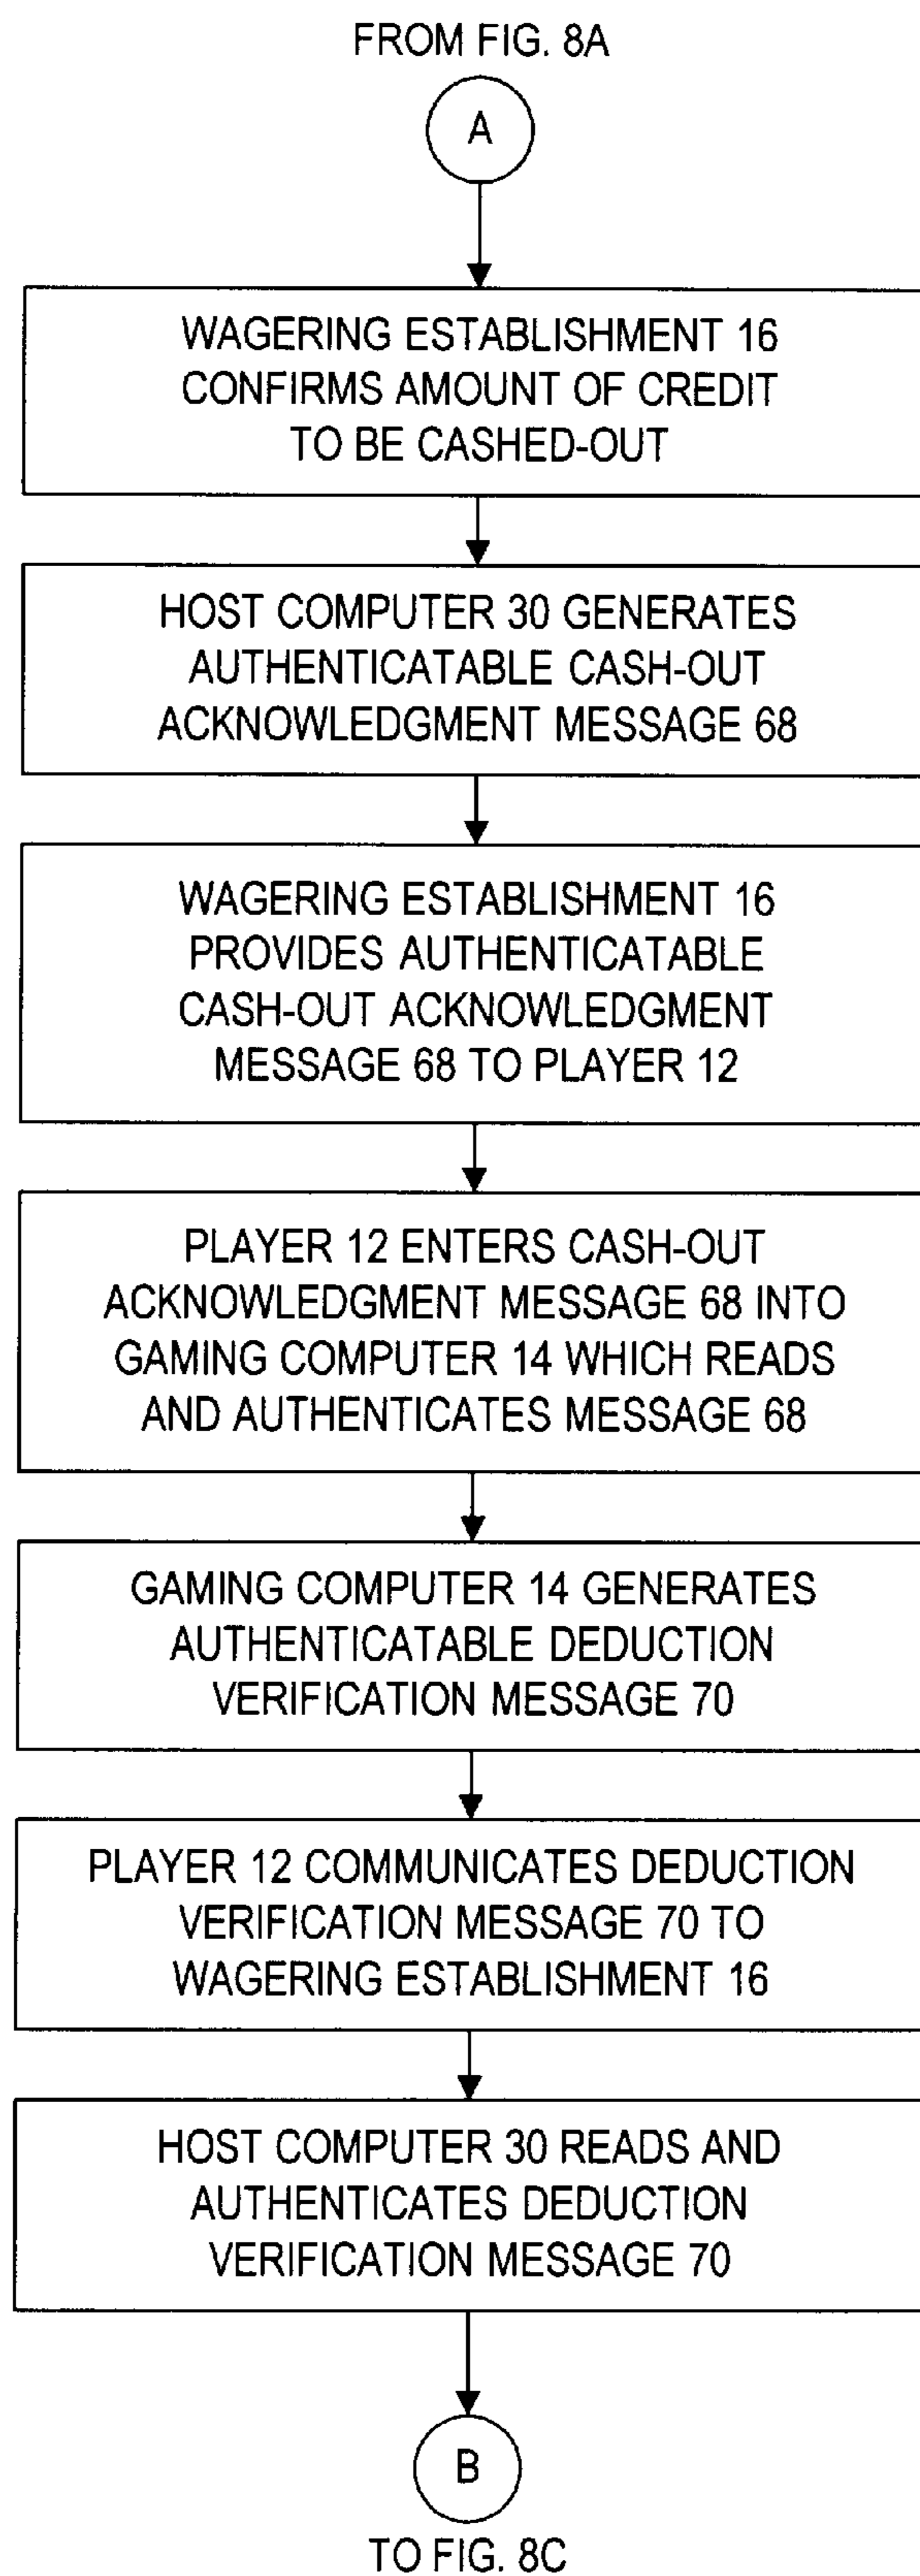 FROM FIG. 8A
A
WAGERING ESTABLISHMENT 16
CONFIRMS AMOUNT OF CREDIT
TO BE CASHED-OUT
HOST COMPUTER 30 GENERATES
AUTHENTICATABLE CASH-OUT
ACKNOWLEDGMENT MESSAGE 68
WAGERING ESTABLISHMENT 16
PROVIDES AUTHENTICATABLE
CASH-OUT ACKNOWLEDGMENT
MESSAGE 68 TO PLAYER 12
PLAYER 12 ENTERS CASH-OUT
ACKNOWLEDGMENT MESSAGE 68 INTO
GAMING COMPUTER 14 WHICH READS
AND AUTHENTICATES MESSAGE 68
GAMING COMPUTER 14 GENERATES
AUTHENTICATABLE DEDUCTION
VERIFICATION MESSAGE 70
PLAYER 12 COMMUNICATES DEDUCTION
VERIFICATION MESSAGE 70 TO
WAGERING ESTABLISHMENT 16
HOST COMPUTER 30 READS AND
AUTHENTICATES DEDUCTION
VERIFICATION MESSAGE 70
B
TO FIG. 8C